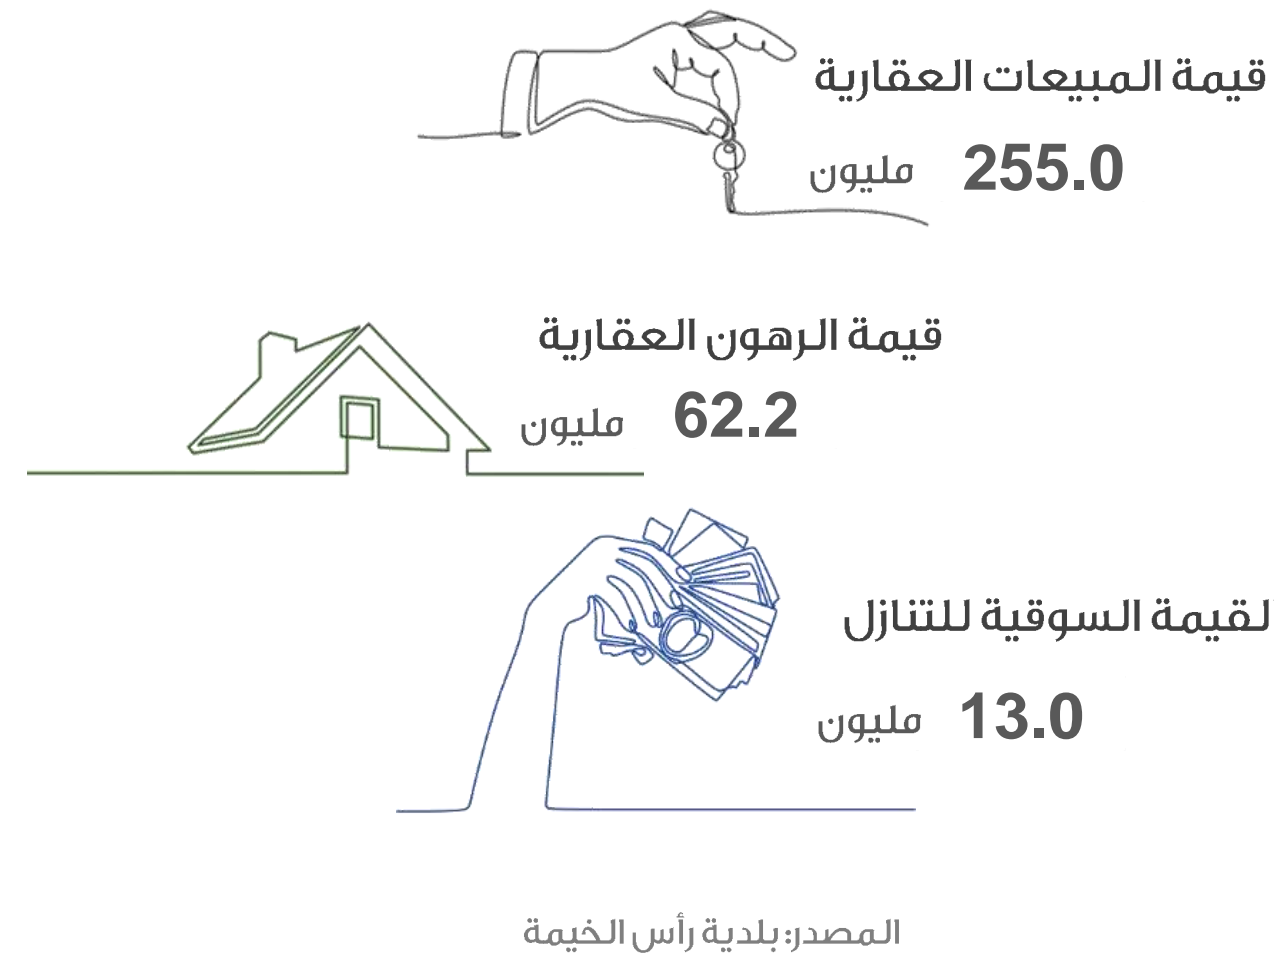 قيمة المبيعات العقارية
255.0 مليون
قيمة الرهون العقارية
62.2 مليون
لقيمة السوقية للتنازل
13.0 مليون
المصدر: بلدية رأس الخيمة